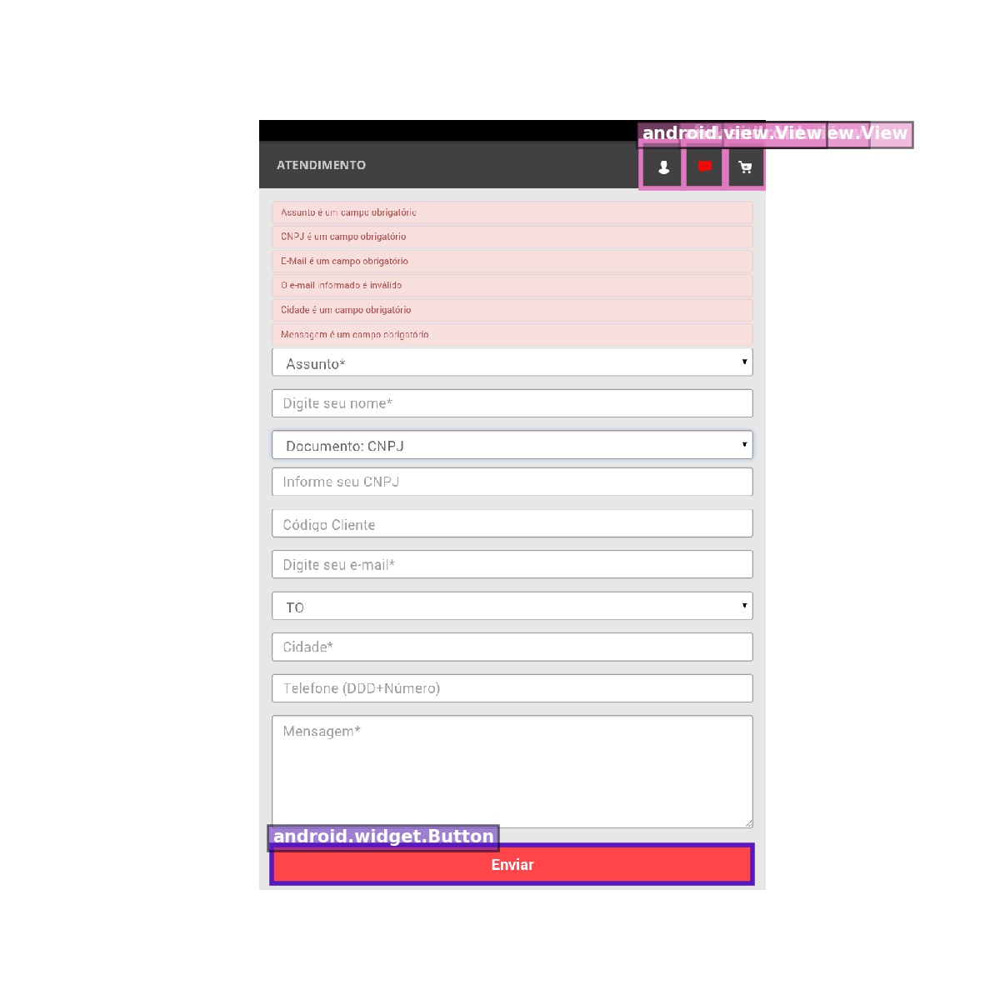 android.view.View
ew.View
ATENDIMENTO
Assunto é um campo obrigatório
CNPJ é um campo obrigatório
E-Mail é um campo obrigatório
O e-mail informado é inválido
Cidade é um campo obrigatório
Mensagem é um campo obrigatório
Assunto*
Digite seu nome*
Documento: CNPJ
Informe seu CNPJ
Código Cliente
Digite seu e-mail*
TO
Cidade*
Telefone (DDD+Número)
Mensagem*
android.widget.Button
Enviar